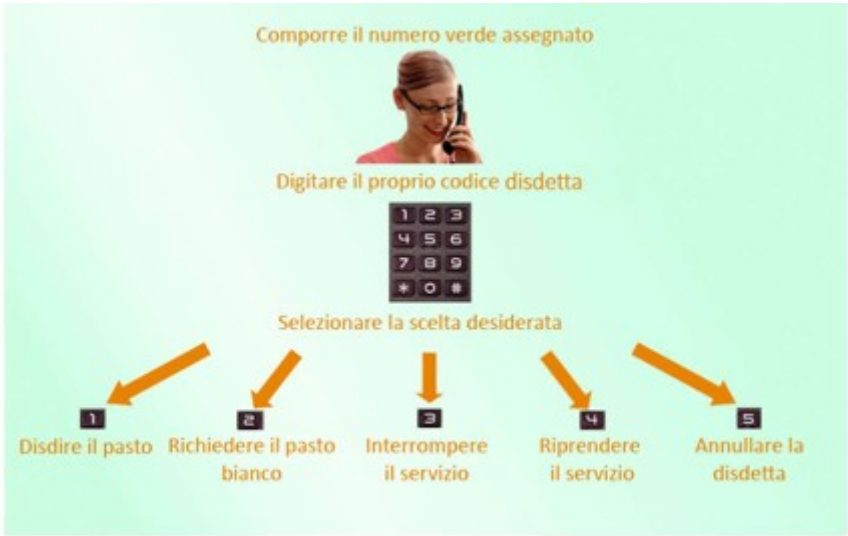 Comporre il numero verde assegnato
Digitare il proprio codice disdetta
1 2 3
4 5 6
7 8 9
* 0 #
Selezionare la scelta desiderata
1 2 3 4 5
Disdire il pasto Richiedere il pasto Interrompere Riprendere Annullare la
bianco il servizio il servizio disdetta